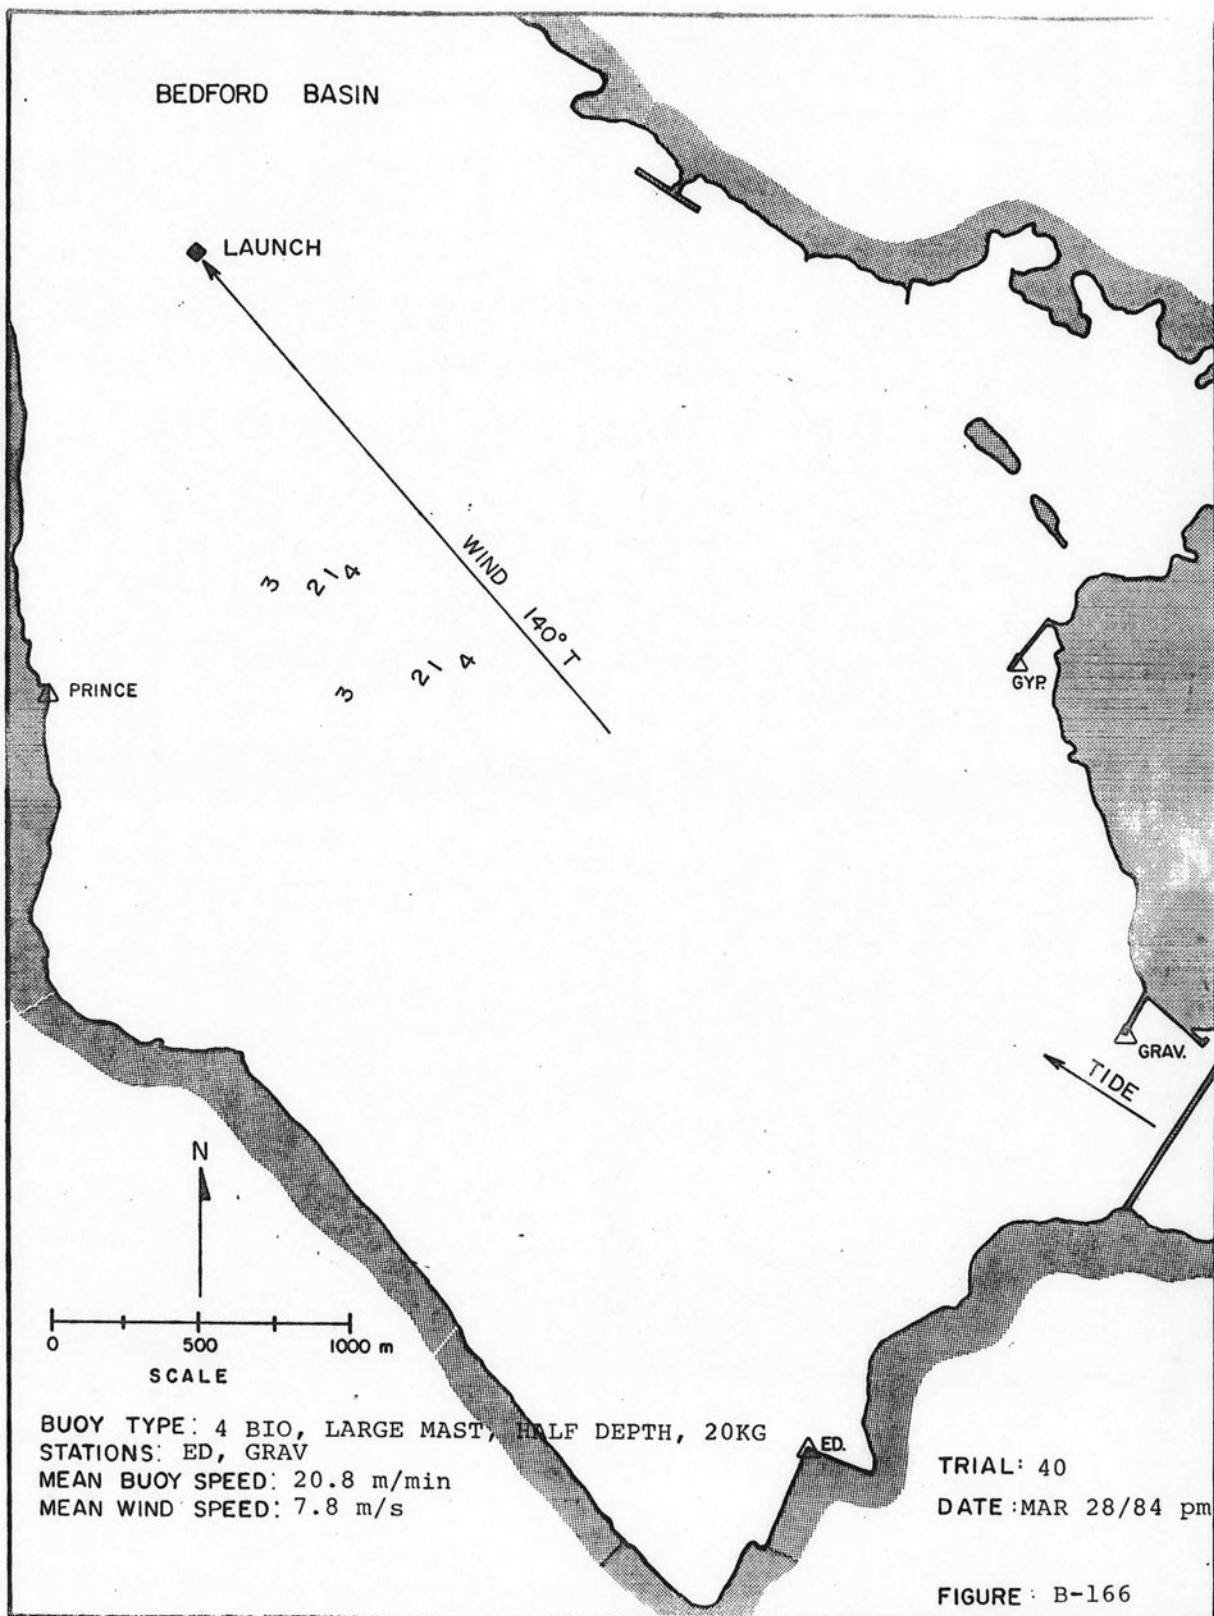 BEDFORD BASIN
LAUNCH
WIND 140° T
3 2 1 4
3 2 1 4
PRINCE
GYP.
GRAV.
TIDE
N
0 500 1000 m
SCALE
BUOY TYPE: 4 BIO, LARGE MAST, HALF DEPTH, 20KG
STATIONS: ED, GRAV
MEAN BUOY SPEED: 20.8 m/min
MEAN WIND SPEED: 7.8 m/s
ED.
TRIAL: 40
DATE: MAR 28/84 pm
FIGURE: B-166